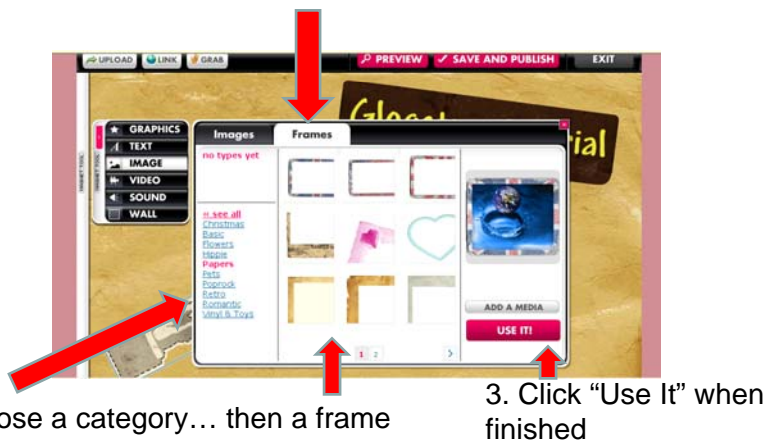 UPLOAD LINK GRAB PREVIEW SAVE AND PUBLISH EXIT
GRAPHICS
TEXT
IMAGE
VIDEO
SOUND
WALL
Images Frames
no types yet
« see all
Christmas
Basic
Flowers
Hippie
Papers
Pets
Poprock
Retro
Romantic
Vinyl & Toys
1 2 >
ADD A MEDIA
USE IT!
ial
ose a category… then a frame
3. Click “Use It” when
finished